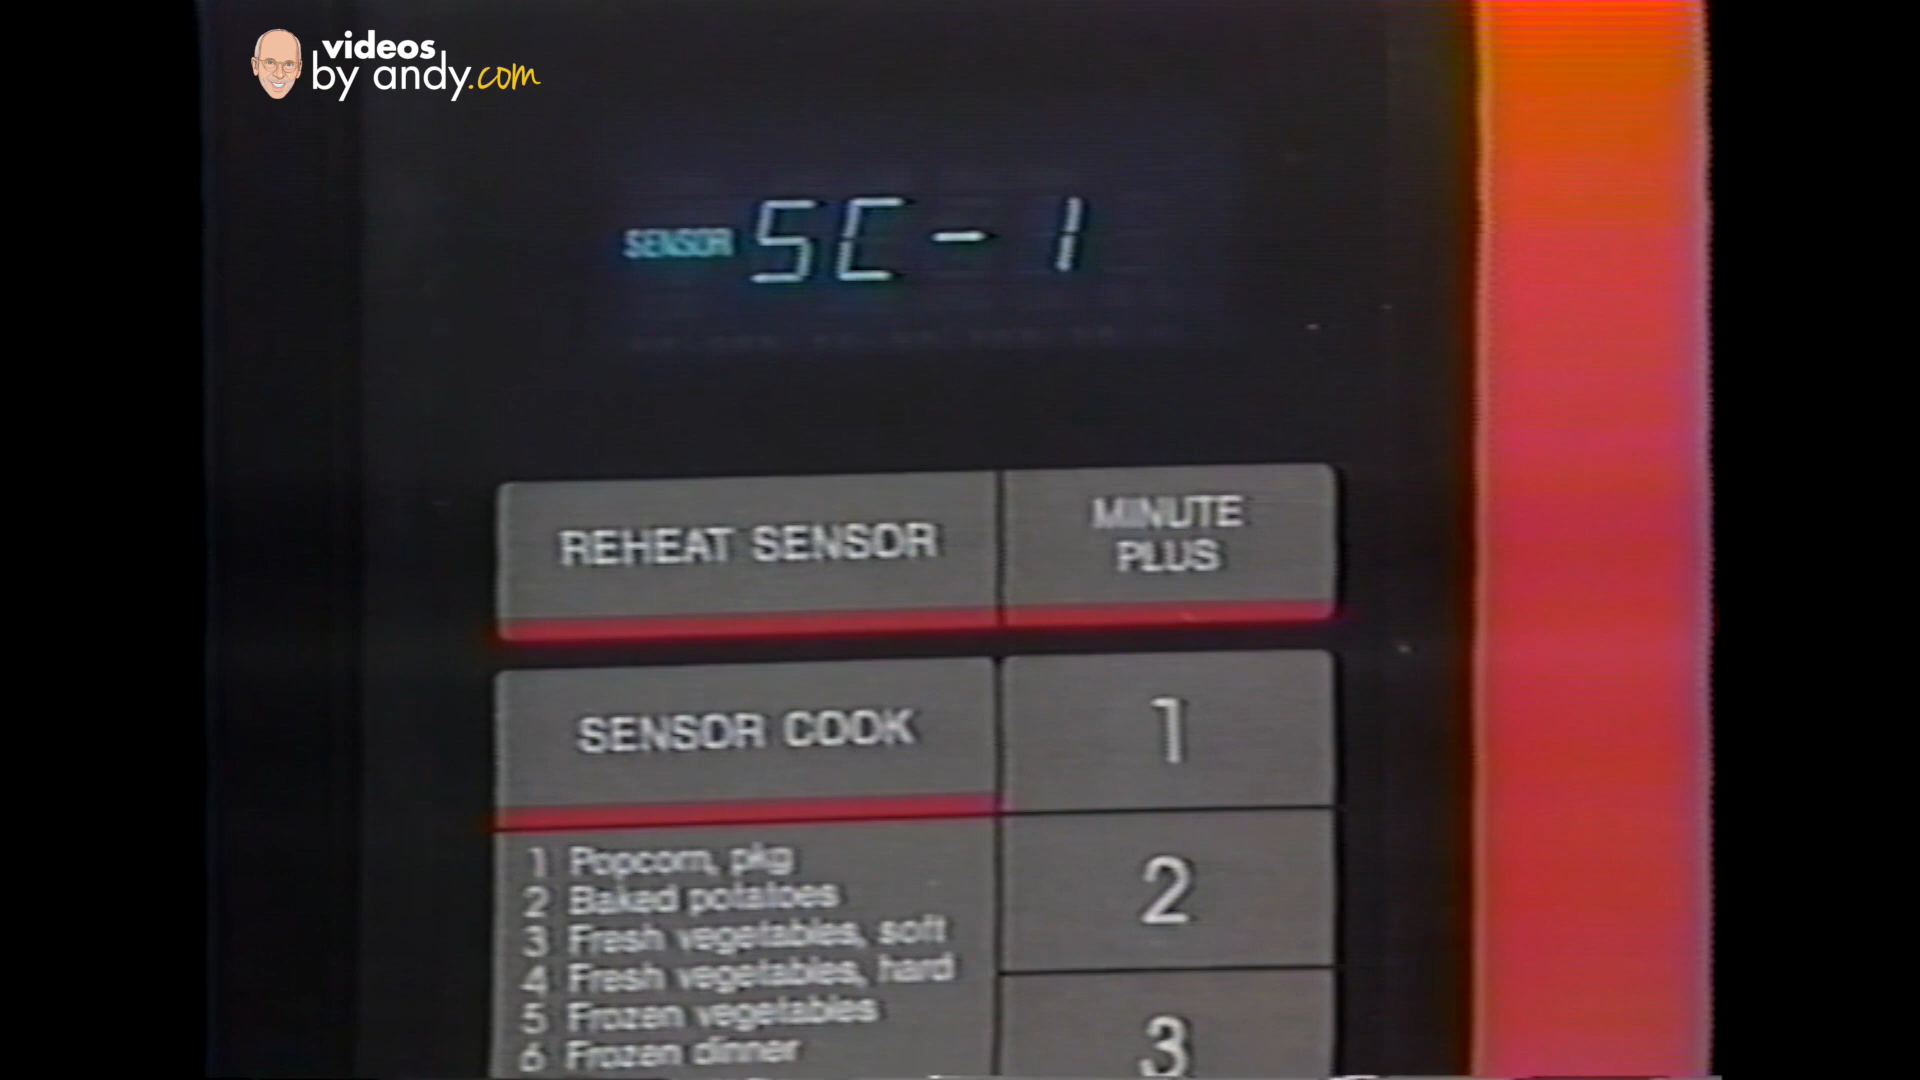 videos
by andy.com
SENSOR SC-1
REHEAT SENSOR
MINUTE
PLUS
SENSOR COOK
1
1 Popcorn, pkg
2 Baked potatoes
3 Fresh vegetables, soft
4 Fresh vegetables, hard
5 Frozen vegetables
6 Frozen dinner
2
3